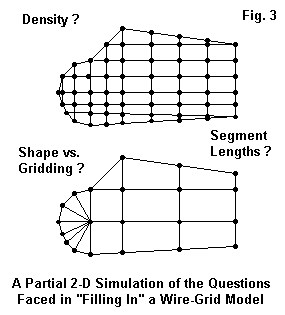 Density ?
Fig. 3
Segment
Lengths ?
Shape vs.
Gridding ?
A Partial 2-D Simulation of the Questions
Faced in "Filling In" a Wire-Grid Model